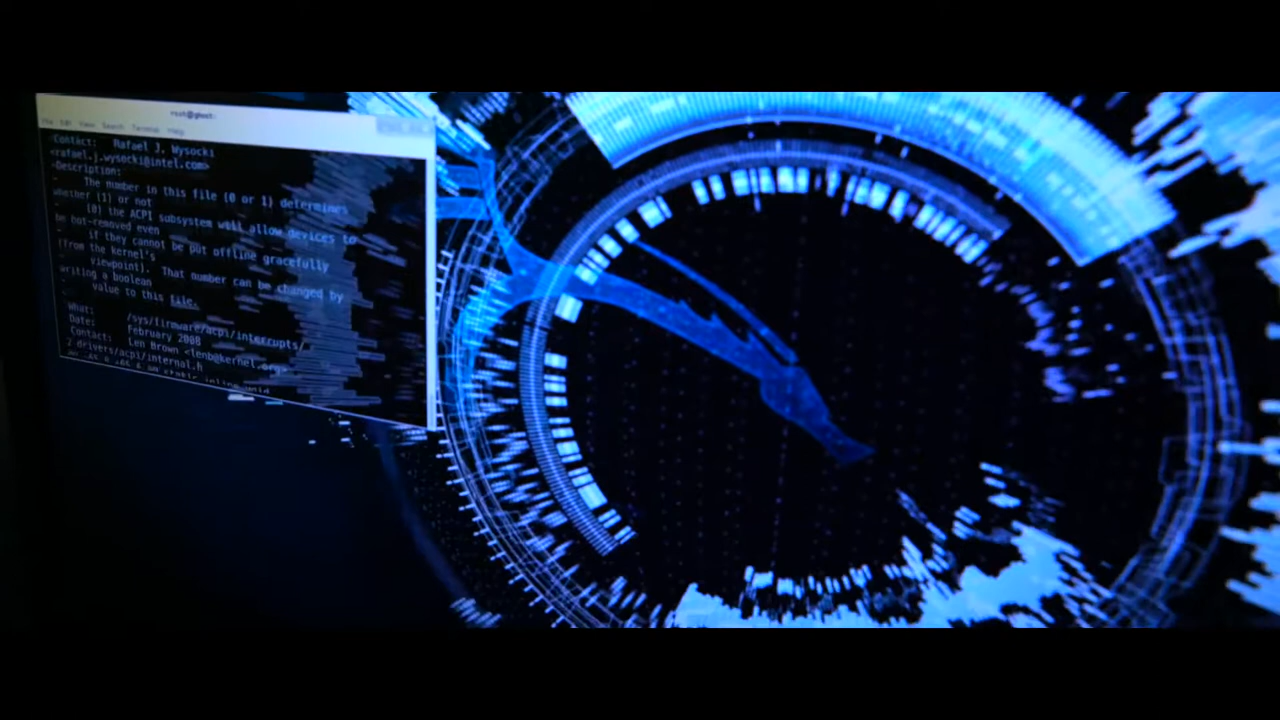 root@ghost:
File Edit View Search Terminal Help
Contact: Rafael J. Wysocki
<rafael.j.wysocki@intel.com>
Description:
The number in this file (0 or 1) determines
whether (1) or not
(0) the ACPI subsystem will allow devices to
be hot-removed even
if they cannot be put offline gracefully
(from the kernel's
viewpoint). That number can be changed by
writing a boolean
value to this file.
What: /sys/firmware/acpi/interrupts/
Date: February 2008
Contact: Len Brown <lenb@kernel.org>
2 drivers/acpi/internal.h
static inline void